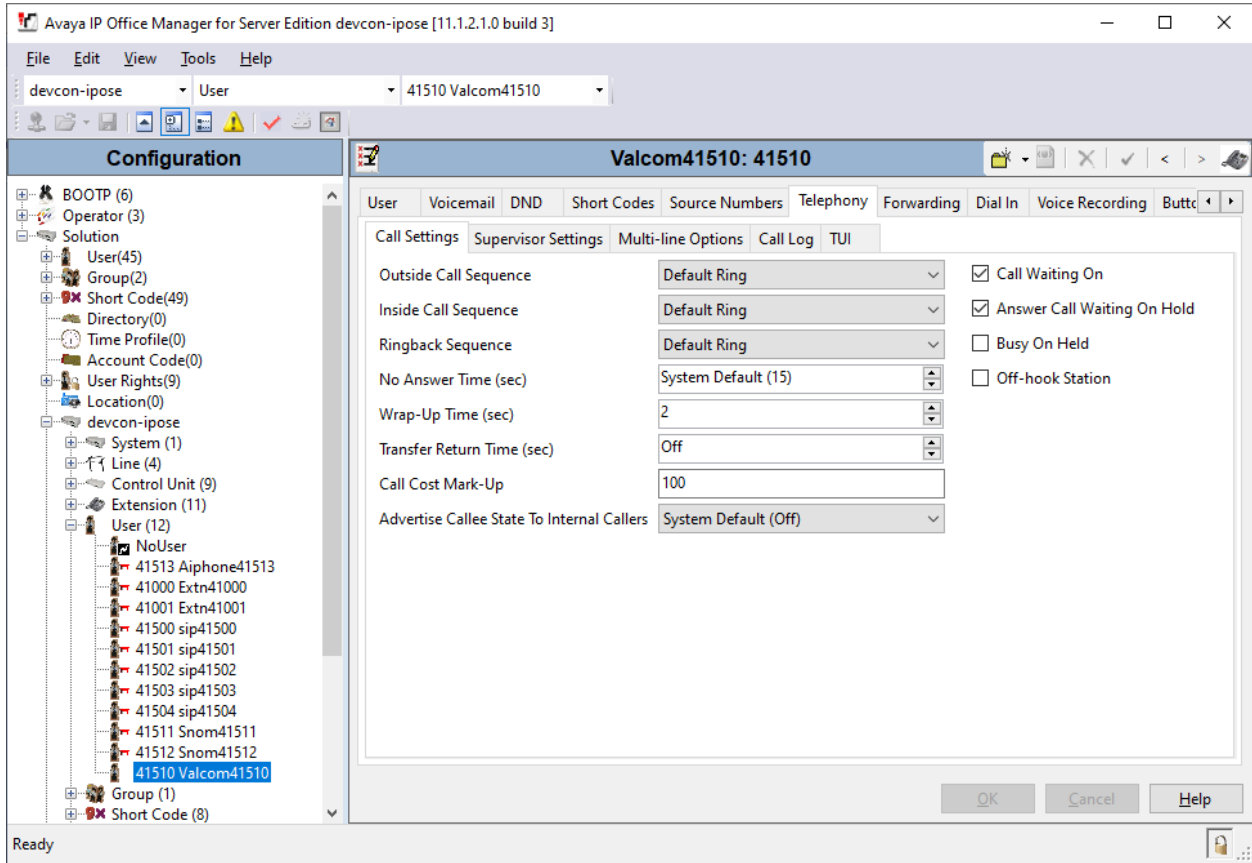 Avaya IP Office Manager for Server Edition devcon-ipose [11.1.2.1.0 build 3]
File Edit View Tools Help
devcon-ipose User 41510 Valcom41510
Configuration
BOOTP (6)
Operator (3)
Solution
User(45)
Group(2)
Short Code(49)
Directory(0)
Time Profile(0)
Account Code(0)
User Rights(9)
Location(0)
devcon-ipose
System (1)
Line (4)
Control Unit (9)
Extension (11)
User (12)
NoUser
41513 Aiphone41513
41000 Extn41000
41001 Extn41001
41500 sip41500
41501 sip41501
41502 sip41502
41503 sip41503
41504 sip41504
41511 Snom41511
41512 Snom41512
41510 Valcom41510
Group (1)
Short Code (8)
Valcom41510: 41510
User Voicemail DND Short Codes Source Numbers Telephony Forwarding Dial In Voice Recording Buttc
Call Settings Supervisor Settings Multi-line Options Call Log TUI
Outside Call Sequence Default Ring Call Waiting On
Inside Call Sequence Default Ring Answer Call Waiting On Hold
Ringback Sequence Default Ring Busy On Held
No Answer Time (sec) System Default (15) Off-hook Station
Wrap-Up Time (sec) 2
Transfer Return Time (sec) Off
Call Cost Mark-Up 100
Advertise Callee State To Internal Callers System Default (Off)
OK Cancel Help
Ready